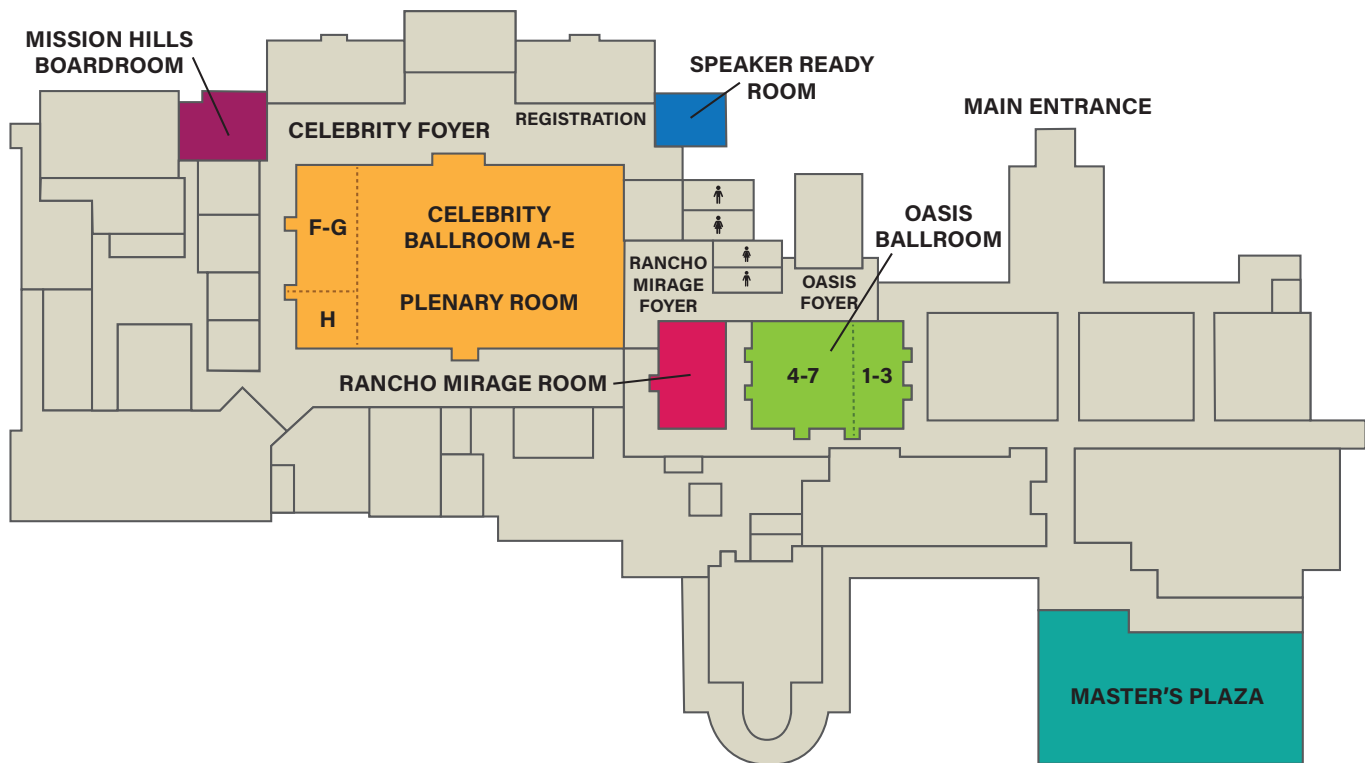 MISSION HILLS
BOARDROOM
SPEAKER READY
ROOM
MAIN ENTRANCE
CELEBRITY FOYER
REGISTRATION
F-G
CELEBRITY
BALLROOM A-E
OASIS
BALLROOM
RANCHO
MIRAGE
FOYER
OASIS
FOYER
H
PLENARY ROOM
RANCHO MIRAGE ROOM
4-7
1-3
MASTER’S PLAZA